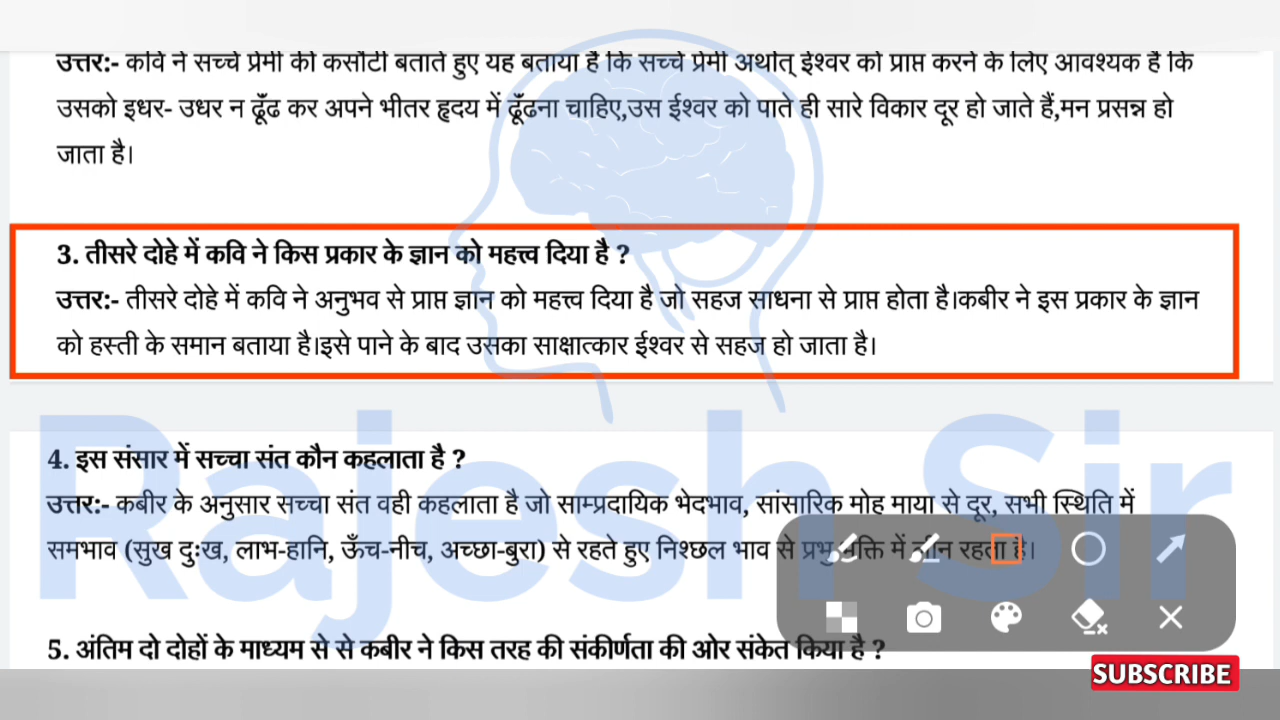 उत्तर:- कवि ने सच्चे प्रेमी की कसौटी बताते हुए यह बताया है कि सच्चे प्रेमी अर्थात् ईश्वर को प्राप्त करने के लिए आवश्यक है कि
उसको इधर- उधर न ढूँढ कर अपने भीतर हृदय में ढूँढना चाहिए,उस ईश्वर को पाते ही सारे विकार दूर हो जाते हैं,मन प्रसन्न हो
जाता है।
3. तीसरे दोहे में कवि ने किस प्रकार के ज्ञान को महत्त्व दिया है ?
उत्तर:- तीसरे दोहे में कवि ने अनुभव से प्राप्त ज्ञान को महत्त्व दिया है जो सहज साधना से प्राप्त होता है।कबीर ने इस प्रकार के ज्ञान
को हस्ती के समान बताया है।इसे पाने के बाद उसका साक्षात्कार ईश्वर से सहज हो जाता है।
Rajesh Sir
4. इस संसार में सच्चा संत कौन कहलाता है ?
उत्तर:- कबीर के अनुसार सच्चा संत वही कहलाता है जो साम्प्रदायिक भेदभाव, सांसारिक मोह माया से दूर, सभी स्थिति में
समभाव (सुख दुःख, लाभ-हानि, ऊँच-नीच, अच्छा-बुरा) से रहते हुए निश्छल भाव से प्रभु भक्ति में लीन रहता है।
5. अंतिम दो दोहों के माध्यम से से कबीर ने किस तरह की संकीर्णता की ओर संकेत किया है ?
SUBSCRIBE